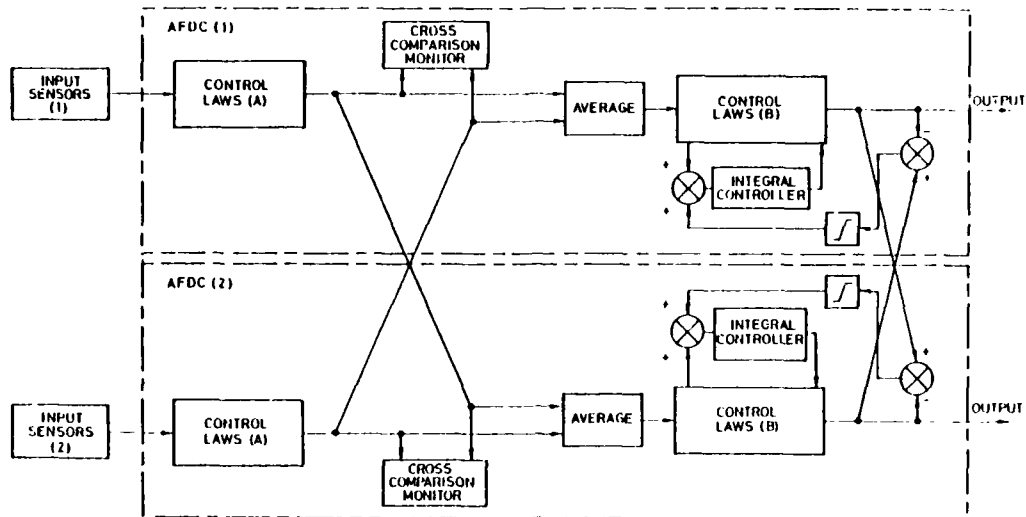 AFDC (1)
CROSS
COMPARISON
MONITOR
INPUT
SENSORS
(1)
CONTROL
LAWS (A)
AVERAGE
CONTROL
LAWS (B)
OUTPUT
-
+
+
INTEGRAL
CONTROLLER
+
AFDC (2)
+
INTEGRAL
CONTROLLER
+
+
-
INPUT
SENSORS
(2)
CONTROL
LAWS (A)
AVERAGE
CONTROL
LAWS (B)
OUTPUT
CROSS
COMPARISON
MONITOR